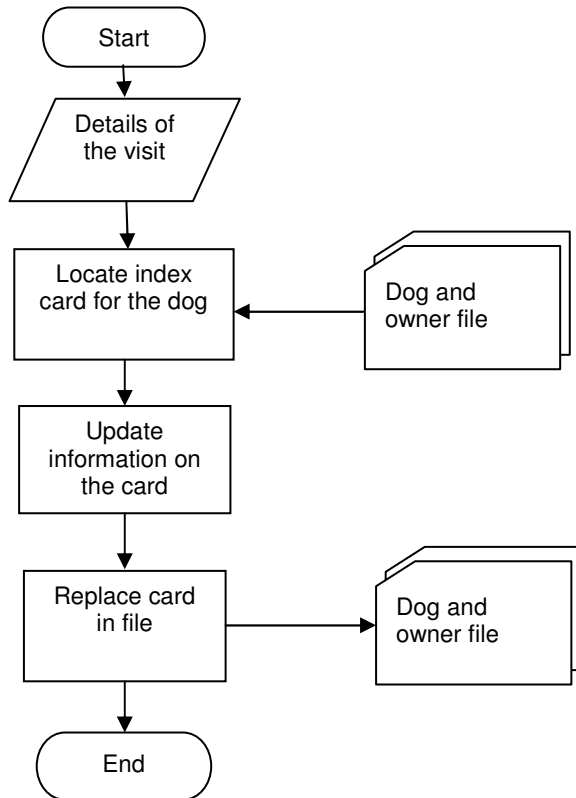 Start
Details of
the visit
Locate index
card for the dog
Dog and
owner file
Update
information on
the card
Replace card
in file
Dog and
owner file
End